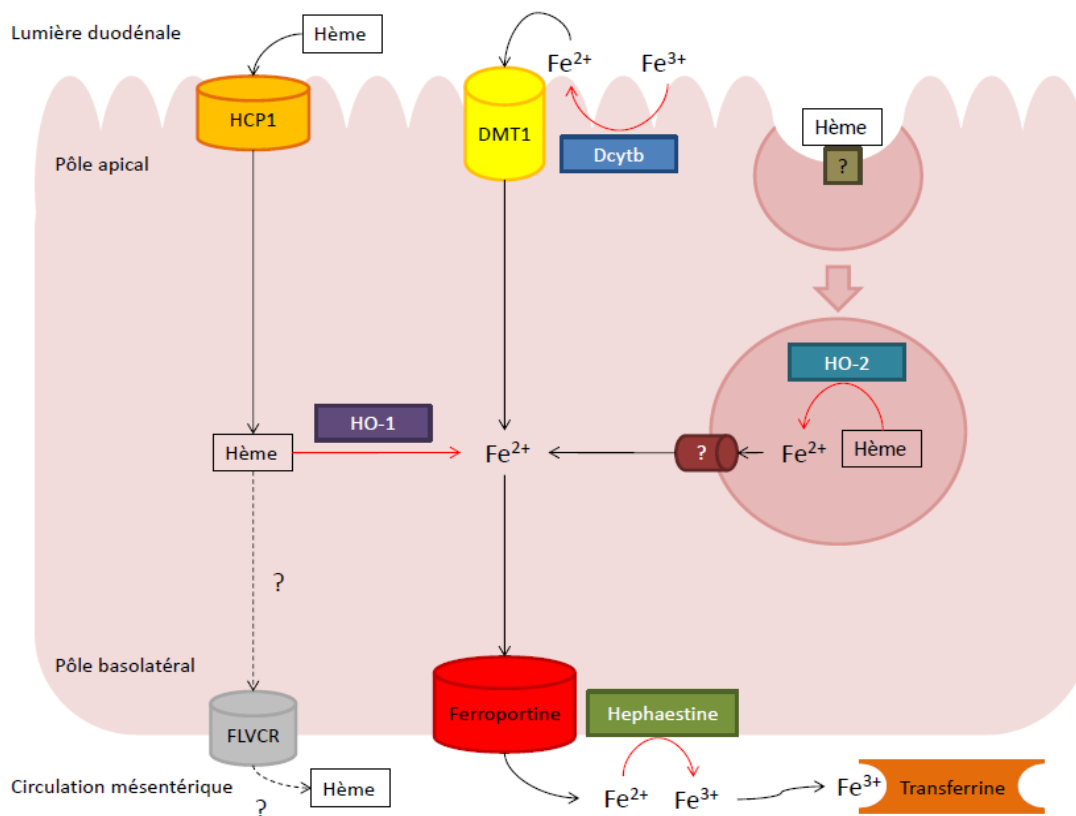 Lumière duodénale
Hème
Fe²⁺
Fe³⁺
HCP1
DMT1
Dcytb
Hème
?
Pôle apical
HO-2
HO-1
Hème
Fe²⁺
?
Fe²⁺
Hème
?
Pôle basolatéral
Ferroportine
Hephaestine
FLVCR
Circulation mésentérique
?
Hème
Fe²⁺
Fe³⁺
Fe³⁺
Transferrine